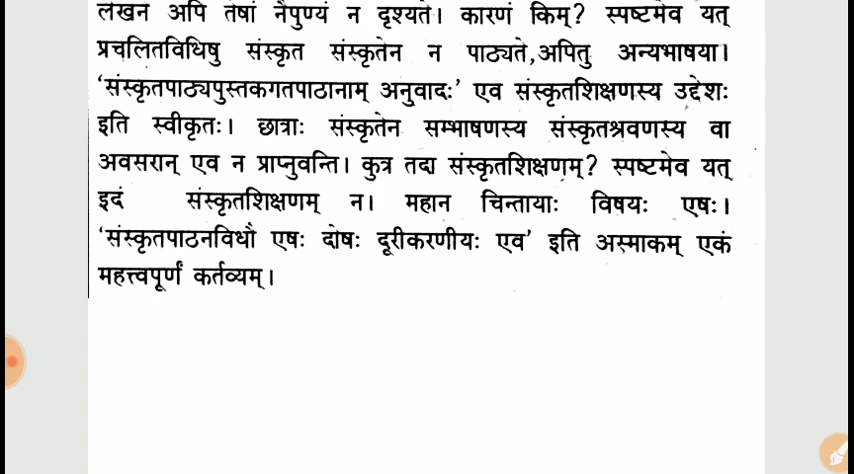 लेखन अपि तेषां नैपुण्यं न दृश्यते। कारणं किम्? स्पष्टमेव यत्
प्रचलितविधिषु संस्कृत संस्कृतेन न पाठ्यते,अपितु अन्यभाषया।
‘संस्कृतपाठ्यपुस्तकगतपाठानाम् अनुवादः’ एव संस्कृतशिक्षणस्य उद्देशः
इति स्वीकृतः। छात्राः संस्कृतेन सम्भाषणस्य संस्कृतश्रवणस्य वा
अवसरान् एव न प्राप्नुवन्ति। कुत्र तदा संस्कृतशिक्षणम्? स्पष्टमेव यत्
इदं संस्कृतशिक्षणम् न। महान चिन्तायाः विषयः एषः।
‘संस्कृतपाठनविधौ एषः दोषः दूरीकरणीयः एव’ इति अस्माकम् एकं
महत्त्वपूर्णं कर्तव्यम्।